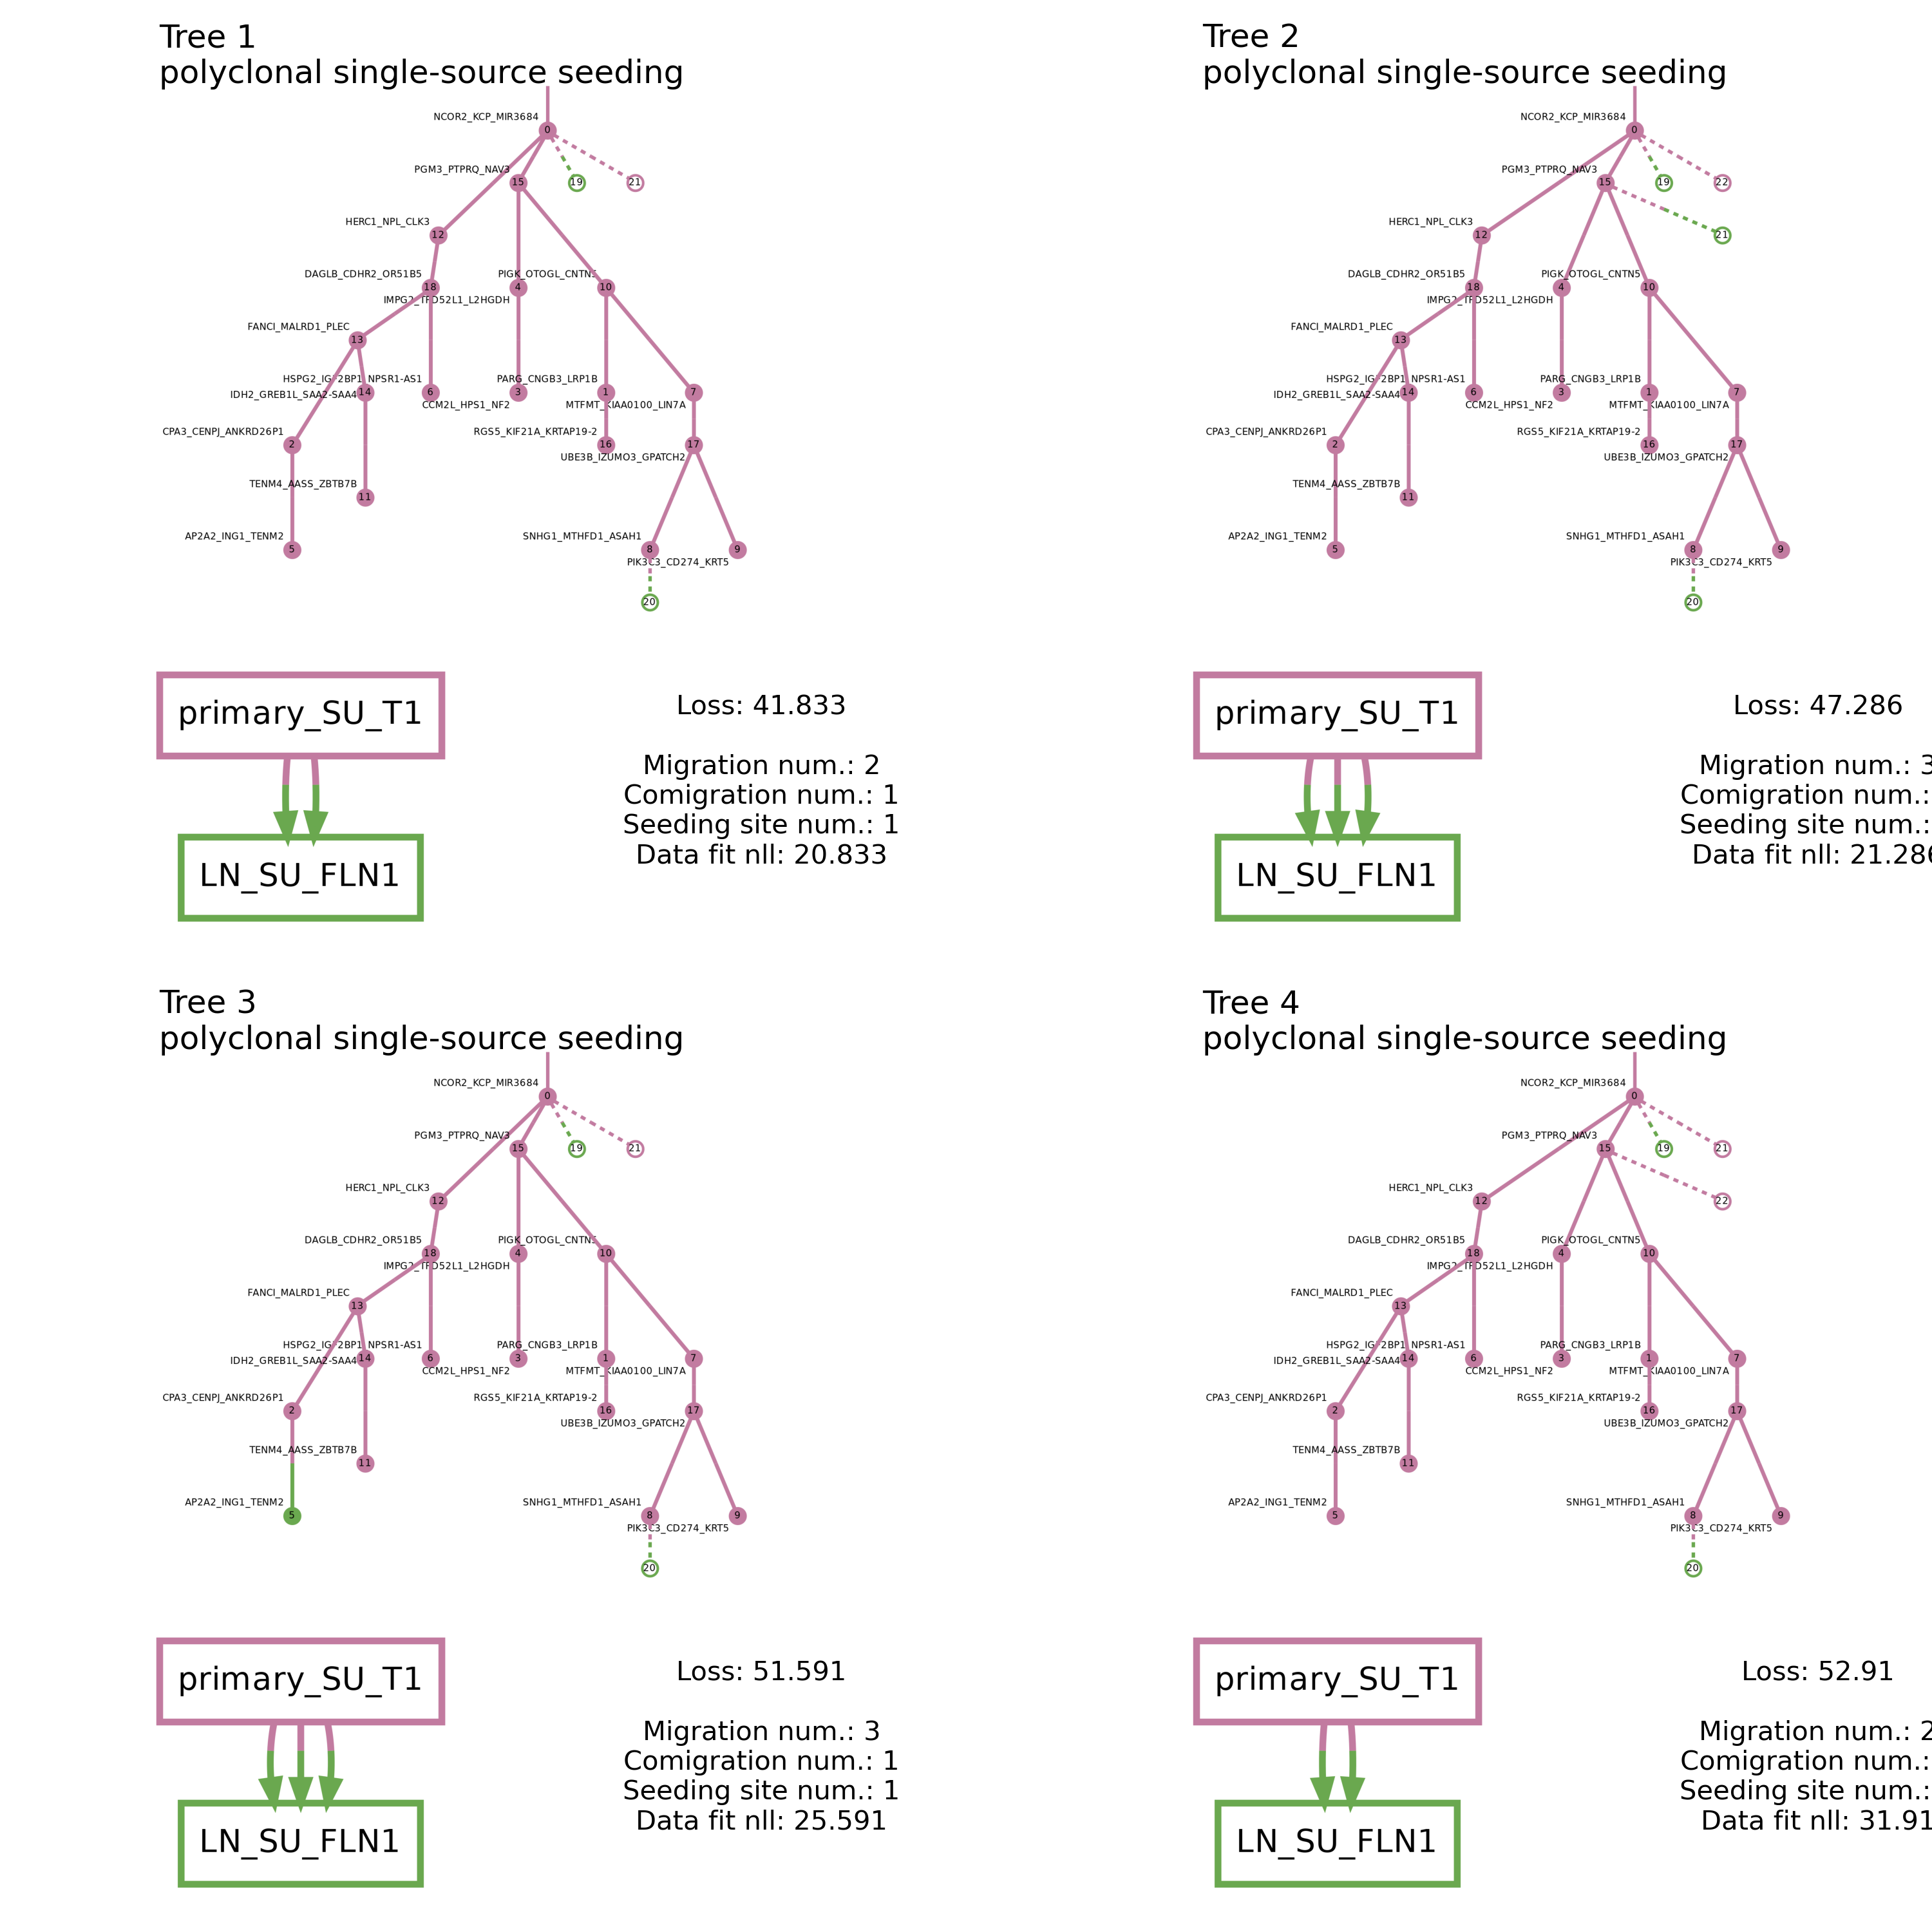 Tree 1
polyclonal single-source seeding
NCOR2_KCP_MIR3684
0
PGM3_PTPRQ_NAV3
15
19
21
HERC1_NPL_CLK3
12
DAGLB_CDHR2_OR51B5
18
PIGK_OTOGL_CNTN5
4
10
IMPG2_TPD52L1_L2HGDH
FANCI_MALRD1_PLEC
13
HSPG2_IGF2BP1_NPSR1-AS1
6
PARG_CNGB3_LRP1B
3
1
7
IDH2_GREB1L_SAA2-SAA4
14
CCM2L_HPS1_NF2
MTFMT_KIAA0100_LIN7A
CPA3_CENPJ_ANKRD26P1
2
RGS5_KIF21A_KRTAP19-2
16
17
UBE3B_IZUMO3_GPATCH2
TENM4_AASS_ZBTB7B
11
AP2A2_ING1_TENM2
5
SNHG1_MTHFD1_ASAH1
8
9
PIK3C3_CD274_KRT5
20
primary_SU_T1
LN_SU_FLN1
Loss: 41.833
Migration num.: 2
Comigration num.: 1
Seeding site num.: 1
Data fit nll: 20.833
Tree 2
polyclonal single-source seeding
NCOR2_KCP_MIR3684
0
PGM3_PTPRQ_NAV3
15
19
22
HERC1_NPL_CLK3
12
21
DAGLB_CDHR2_OR51B5
18
PIGK_OTOGL_CNTN5
4
10
IMPG2_TPD52L1_L2HGDH
FANCI_MALRD1_PLEC
13
HSPG2_IGF2BP1_NPSR1-AS1
6
PARG_CNGB3_LRP1B
3
1
7
IDH2_GREB1L_SAA2-SAA4
14
CCM2L_HPS1_NF2
MTFMT_KIAA0100_LIN7A
CPA3_CENPJ_ANKRD26P1
2
RGS5_KIF21A_KRTAP19-2
16
17
UBE3B_IZUMO3_GPATCH2
TENM4_AASS_ZBTB7B
11
AP2A2_ING1_TENM2
5
SNHG1_MTHFD1_ASAH1
8
9
PIK3C3_CD274_KRT5
20
primary_SU_T1
LN_SU_FLN1
Loss: 47.286
Migration num.: 3
Comigration num.:
Seeding site num.:
Data fit nll: 21.286
Tree 3
polyclonal single-source seeding
NCOR2_KCP_MIR3684
0
PGM3_PTPRQ_NAV3
15
19
21
HERC1_NPL_CLK3
12
DAGLB_CDHR2_OR51B5
18
PIGK_OTOGL_CNTN5
4
10
IMPG2_TPD52L1_L2HGDH
FANCI_MALRD1_PLEC
13
HSPG2_IGF2BP1_NPSR1-AS1
6
PARG_CNGB3_LRP1B
3
1
7
IDH2_GREB1L_SAA2-SAA4
14
CCM2L_HPS1_NF2
MTFMT_KIAA0100_LIN7A
CPA3_CENPJ_ANKRD26P1
2
RGS5_KIF21A_KRTAP19-2
16
17
UBE3B_IZUMO3_GPATCH2
TENM4_AASS_ZBTB7B
11
AP2A2_ING1_TENM2
5
SNHG1_MTHFD1_ASAH1
8
9
PIK3C3_CD274_KRT5
20
primary_SU_T1
LN_SU_FLN1
Loss: 51.591
Migration num.: 3
Comigration num.: 1
Seeding site num.: 1
Data fit nll: 25.591
Tree 4
polyclonal single-source seeding
NCOR2_KCP_MIR3684
0
PGM3_PTPRQ_NAV3
15
19
21
HERC1_NPL_CLK3
12
22
DAGLB_CDHR2_OR51B5
18
PIGK_OTOGL_CNTN5
4
10
IMPG2_TPD52L1_L2HGDH
FANCI_MALRD1_PLEC
13
HSPG2_IGF2BP1_NPSR1-AS1
6
PARG_CNGB3_LRP1B
3
1
7
IDH2_GREB1L_SAA2-SAA4
14
CCM2L_HPS1_NF2
MTFMT_KIAA0100_LIN7A
CPA3_CENPJ_ANKRD26P1
2
RGS5_KIF21A_KRTAP19-2
16
17
UBE3B_IZUMO3_GPATCH2
TENM4_AASS_ZBTB7B
11
AP2A2_ING1_TENM2
5
SNHG1_MTHFD1_ASAH1
8
9
PIK3C3_CD274_KRT5
20
primary_SU_T1
LN_SU_FLN1
Loss: 52.91
Migration num.: 2
Comigration num.:
Seeding site num.:
Data fit nll: 31.91